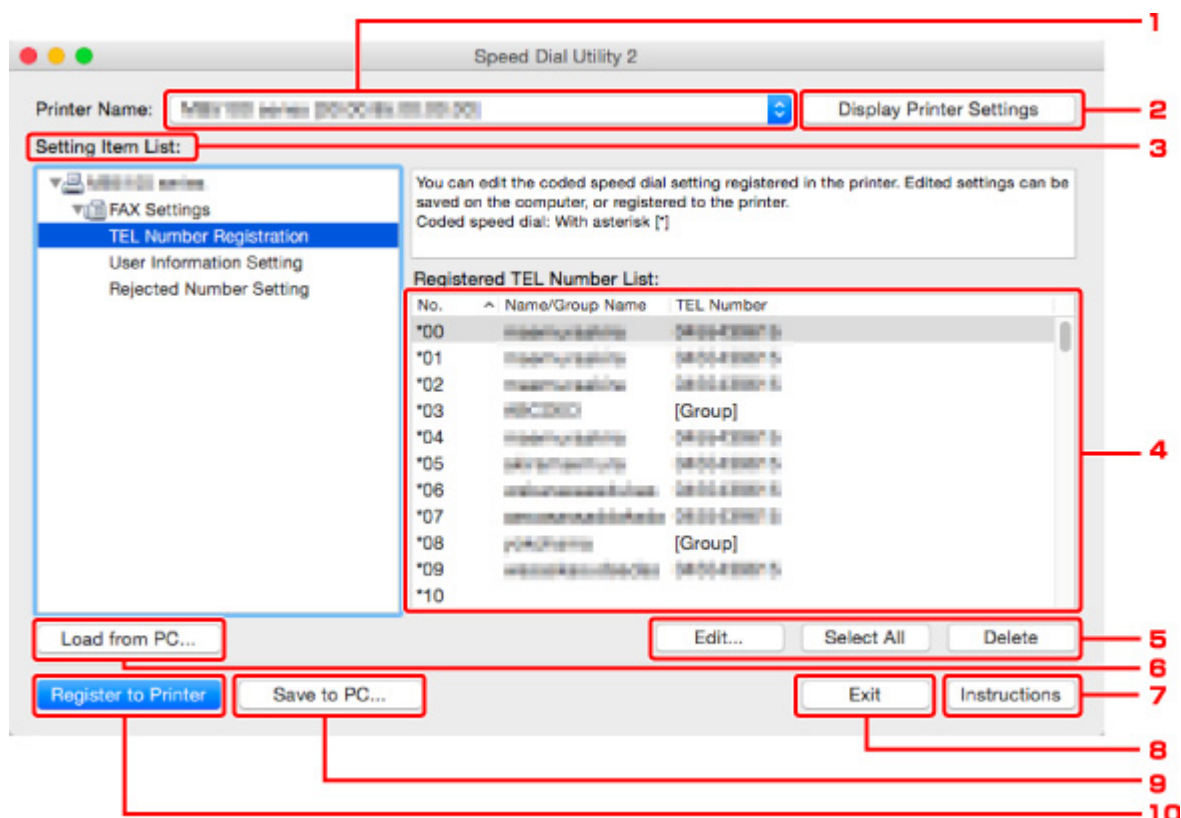 1
Speed Dial Utility 2
Printer Name:
Display Printer Settings
2
Setting Item List:
3
series
FAX Settings
TEL Number Registration
User Information Setting
Rejected Number Setting
You can edit the coded speed dial setting registered in the printer. Edited settings can be
saved on the computer, or registered to the printer.
Coded speed dial: With asterisk [*]
Registered TEL Number List:
No. Name/Group Name TEL Number
*00
*01
*02
*03 [Group]
*04
*05
*06
*07
*08 [Group]
*09
*10
4
Load from PC...
Edit... Select All Delete
5
6
Register to Printer Save to PC... Exit Instructions
7
8
9
10